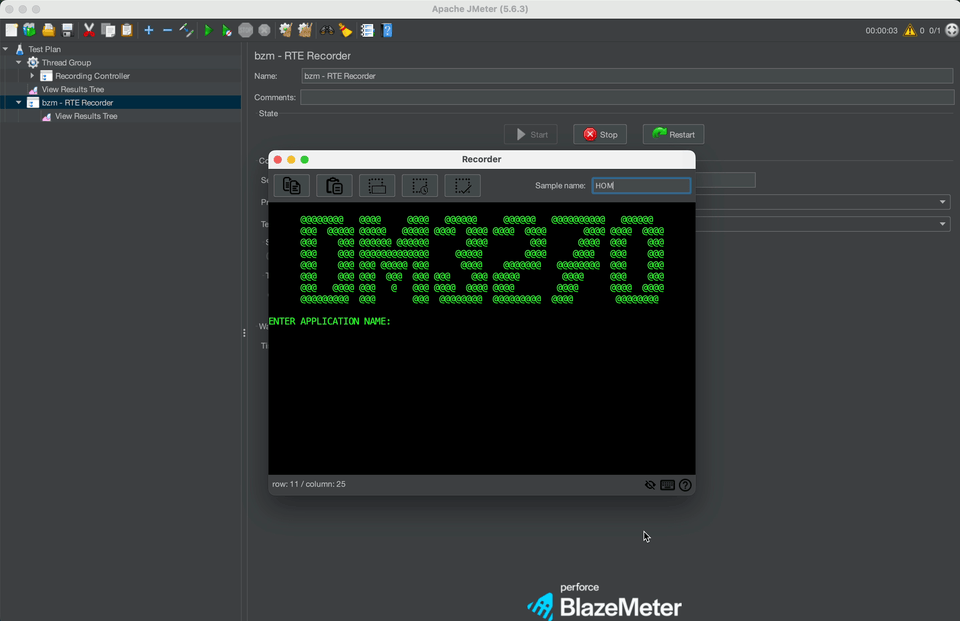 Apache JMeter (5.6.3)
00:00:03 0 0/1
Test Plan
Thread Group
Recording Controller
View Results Tree
bzm - RTE Recorder
View Results Tree
bzm - RTE Recorder
Name: bzm - RTE Recorder
Comments:
State
Start Stop Restart
Recorder
Sample name: HOM
DM3270
ENTER APPLICATION NAME:
row: 11 / column: 25
perforce
BlazeMeter